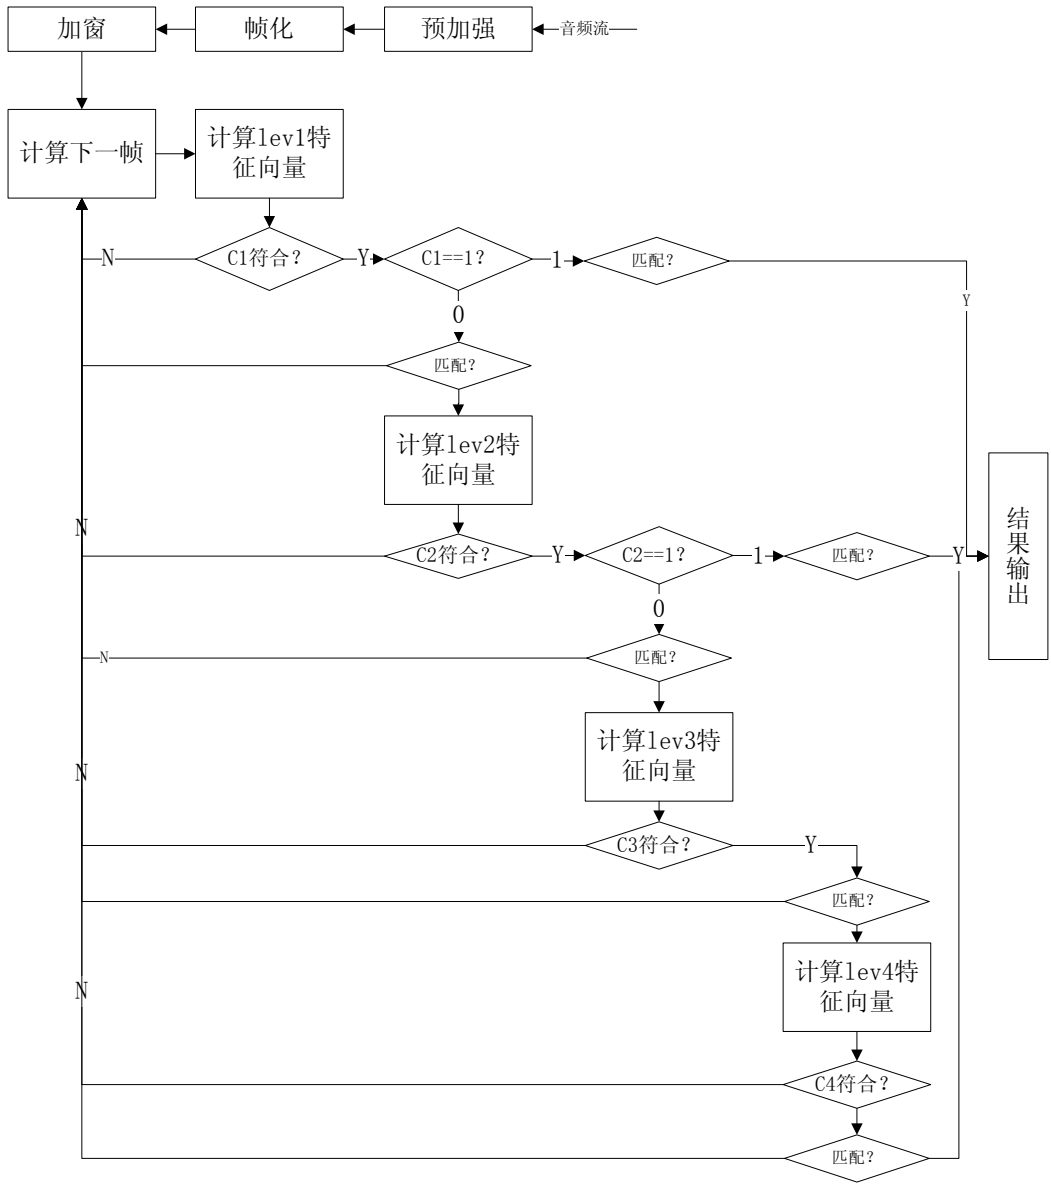 加窗
帧化
预加强
音频流
计算下一帧
计算lev1特
征向量
N
C1符合？
Y
C1==1？
1
匹配？
Y
0
匹配？
计算lev2特
征向量
结
果
输
出
N
C2符合？
Y
C2==1？
1
匹配？
Y
0
N
匹配？
计算lev3特
征向量
N
C3符合？
Y
匹配？
计算lev4特
征向量
N
C4符合？
匹配？